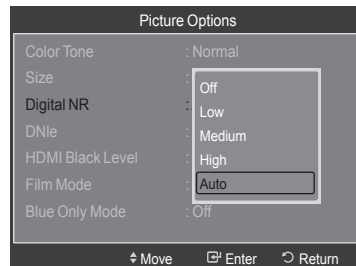 Picture Options
Color Tone : Normal
Size :
Digital NR :
DNIe :
HDMI Black Level :
Film Mode :
Blue Only Mode : Off
Off
Low
Medium
High
Auto
Move Enter Return